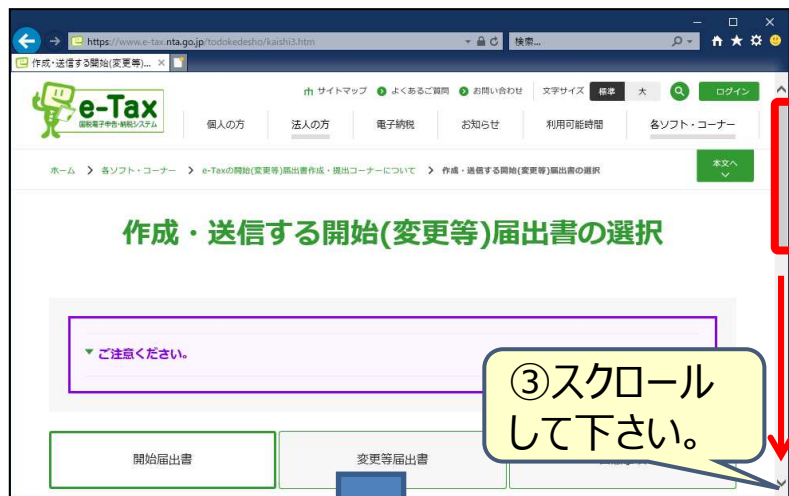 https://www.e-tax.nta.go.jp/todokedesho/kaishi3.htm
検索...
作成・送信する開始(変更等)...
サイトマップ よくあるご質問 お問い合わせ 文字サイズ 標準 大 ログイン
e-Tax
国税電子申告・納税システム
個人の方 法人の方 電子納税 お知らせ 利用可能時間 各ソフト・コーナー
ホーム 各ソフト・コーナー e-Taxの開始(変更等)届出書作成・提出コーナーについて 作成・送信する開始(変更等)届出書の選択
本文へ
作成・送信する開始(変更等)届出書の選択
ご注意ください。
③スクロール
して下さい。
開始届出書 変更等届出書